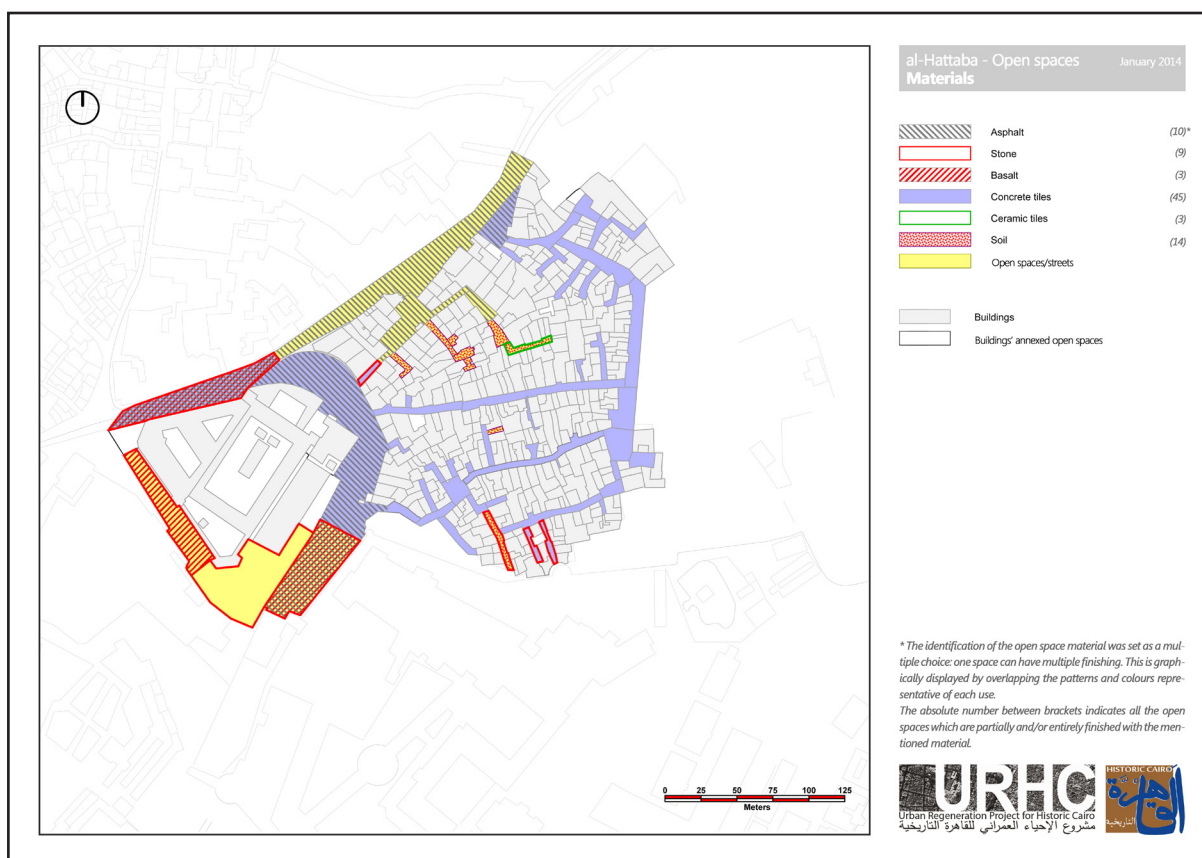 al-Hattaba - Open spaces January 2014
Materials
Asphalt (10)*
Stone (9)
Basalt (3)
Concrete tiles (45)
Ceramic tiles (3)
Soil (14)
Open spaces/streets
Buildings
Buildings' annexed open spaces
* The identification of the open space material was set as a mul-
tiple choice: one space can have multiple finishing. This is graph-
ically displayed by overlapping the patterns and colours repre-
sentative of each use.
The absolute number between brackets indicates all the open
spaces which are partially and/or entirely finished with the men-
tioned material.
0 25 50 75 100 125
Meters
URHC
Urban Regeneration Project for Historic Cairo
مشروع الإحياء العمراني للقاهرة التاريخية
HISTORIC CAIRO
القاهرة
التاريخية